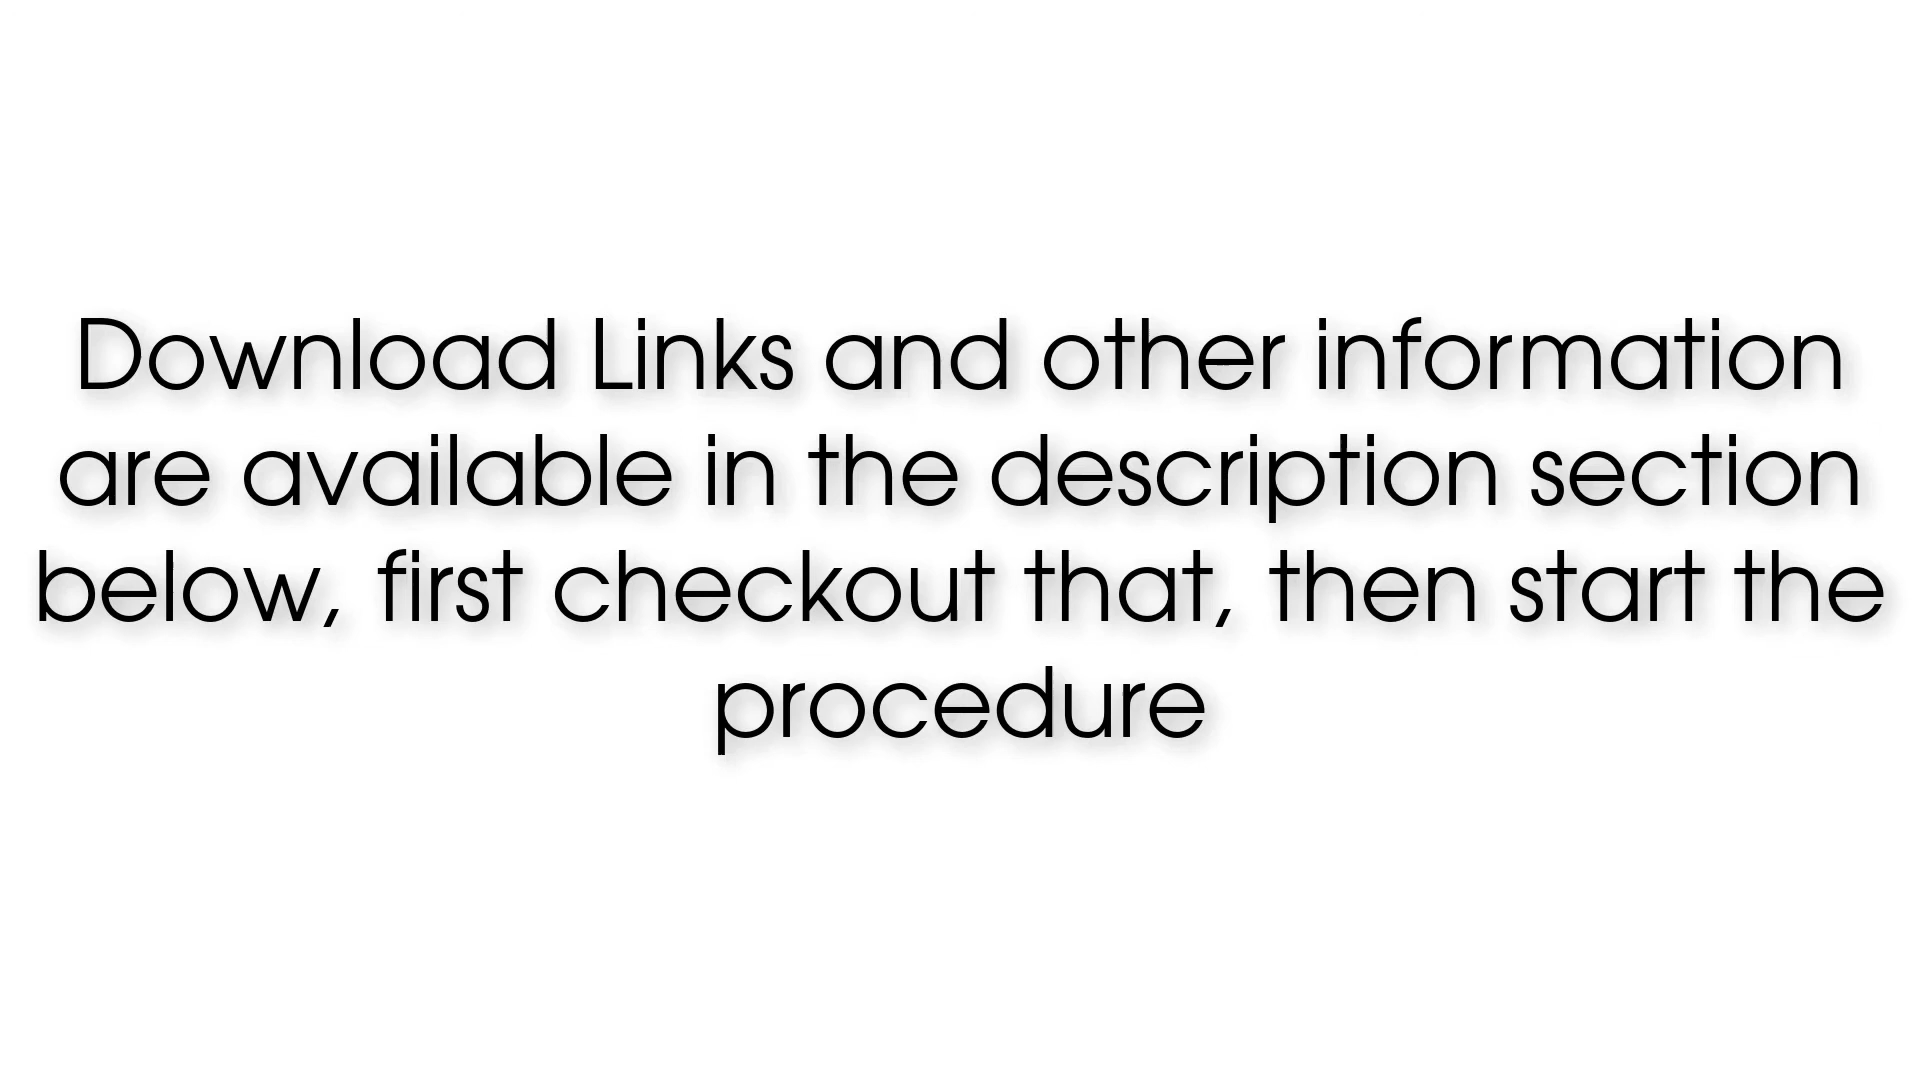 Download Links and other information
are available in the description section
below, first checkout that, then start the
procedure